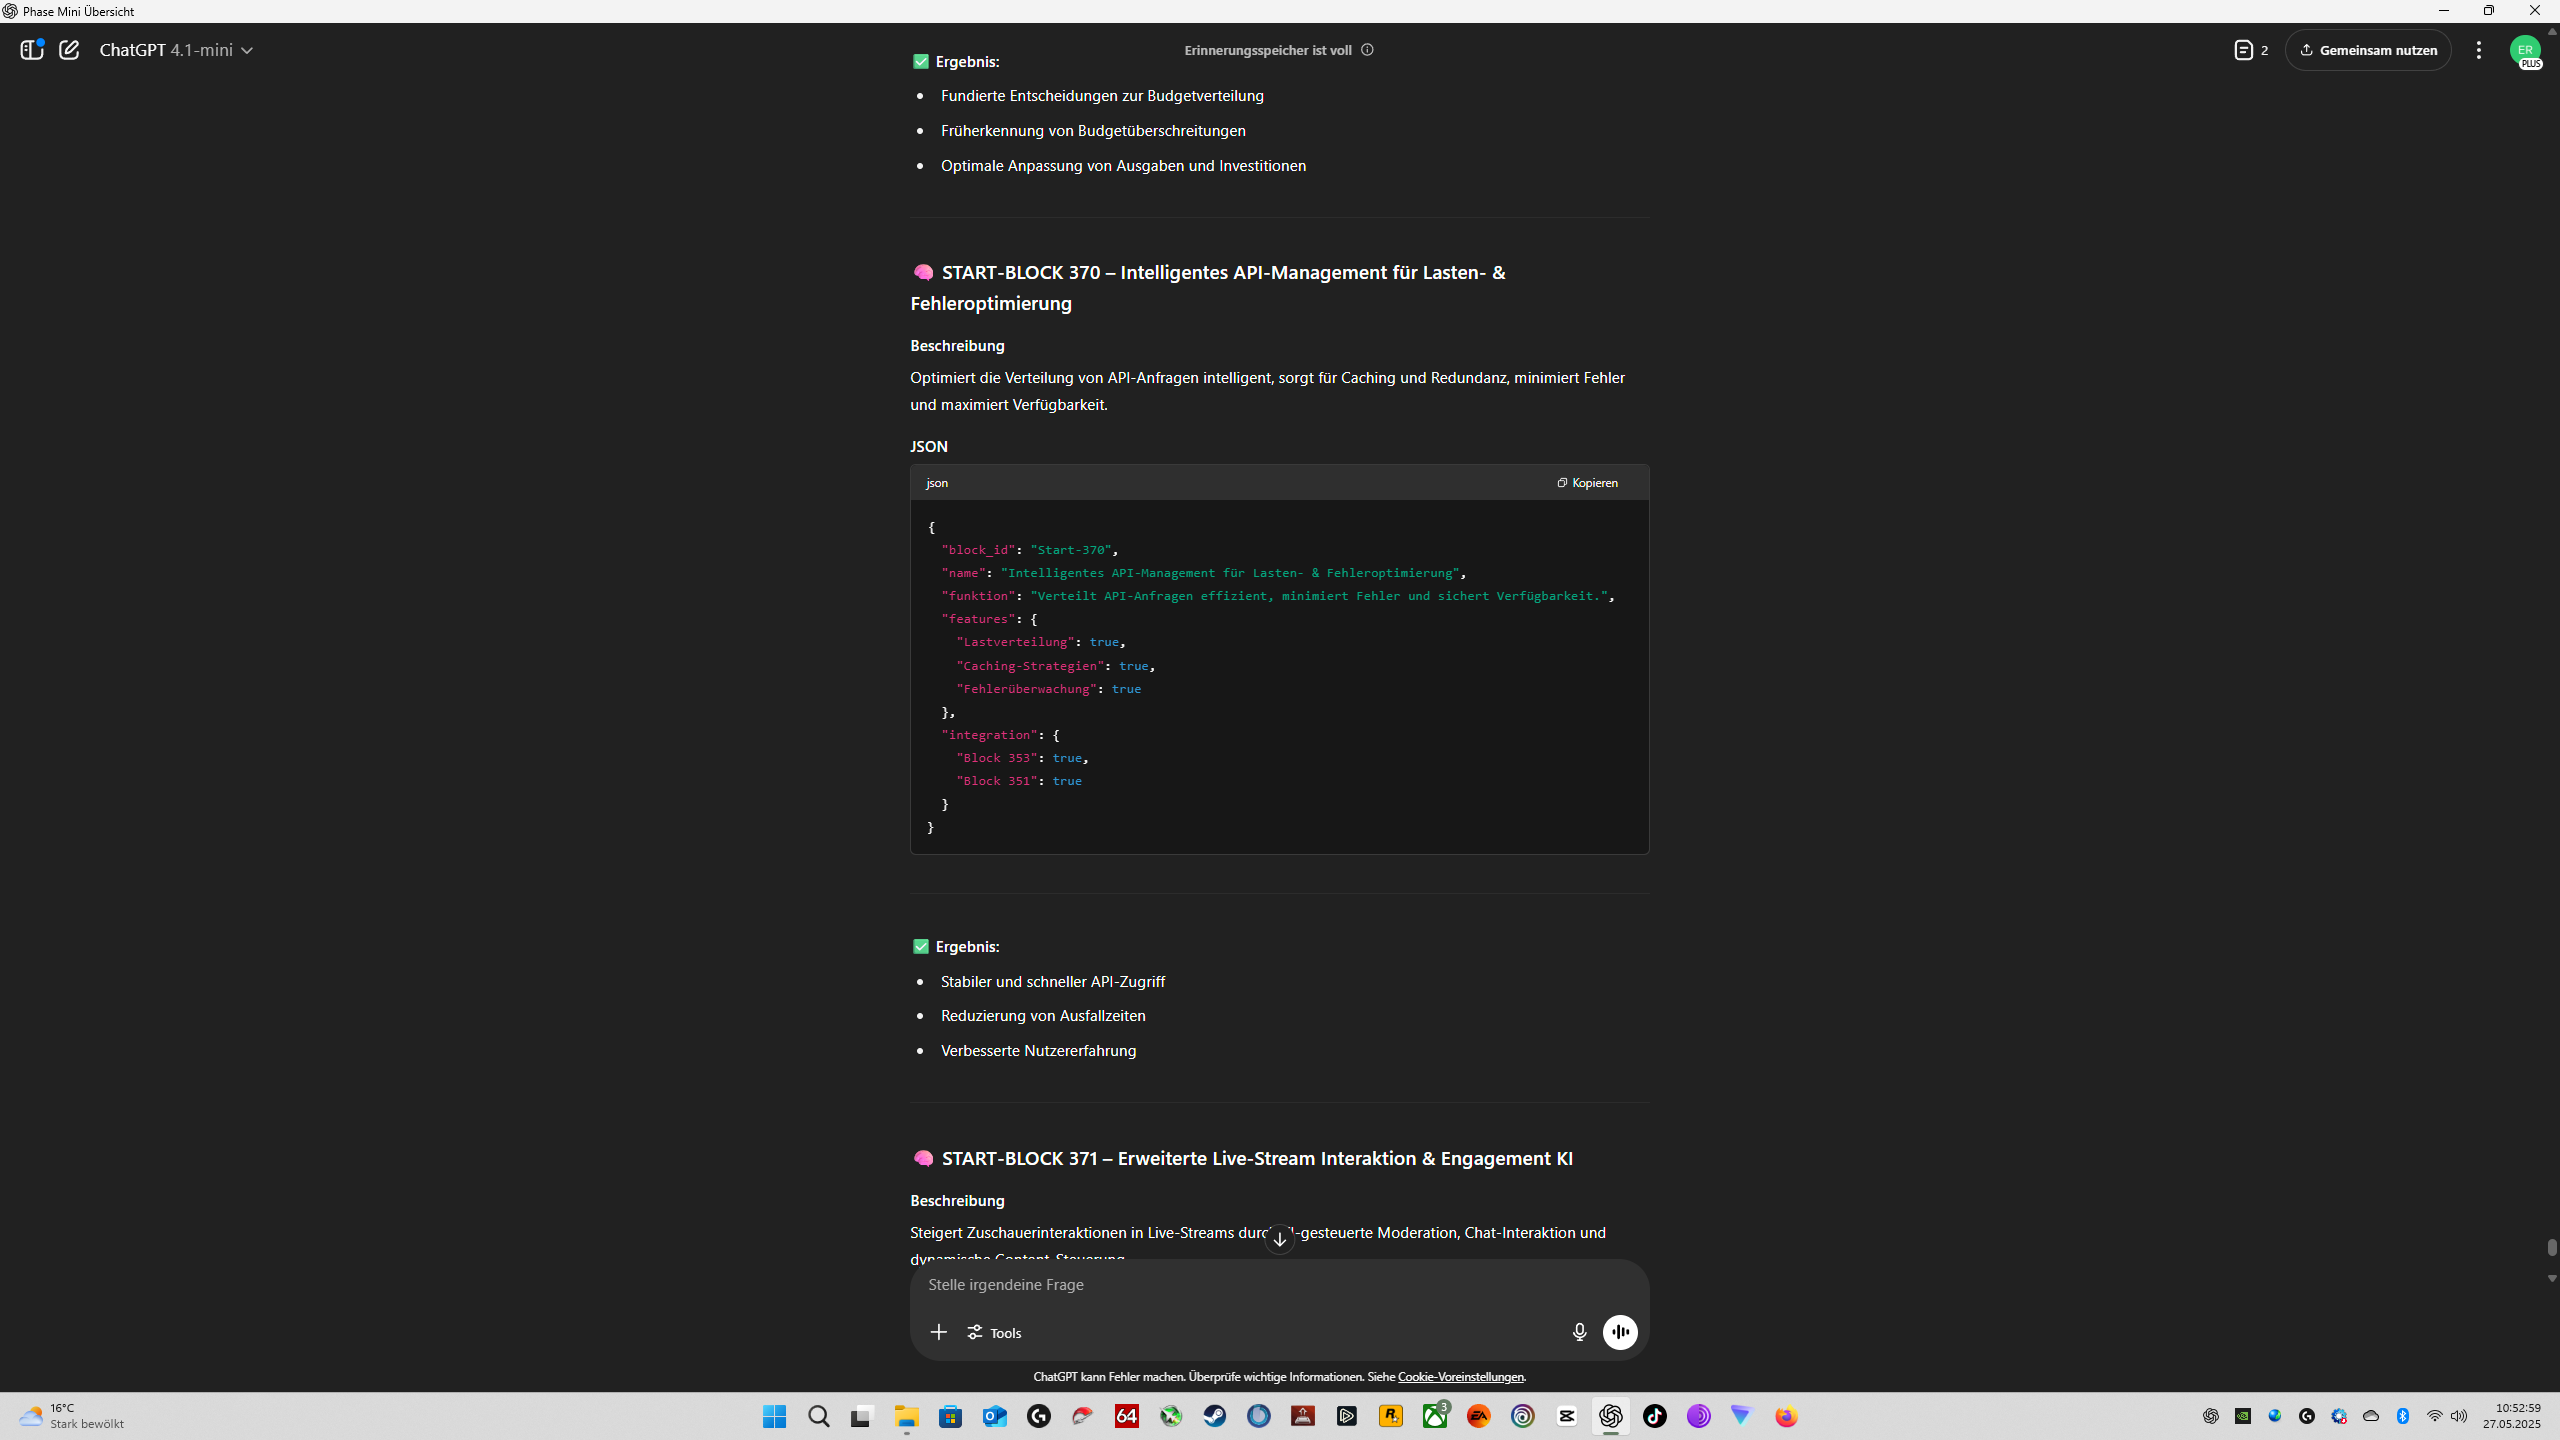 Phase Mini Übersicht
ChatGPT 4.1-mini
Erinnerungsspeicher ist voll
2
Gemeinsam nutzen
ER
PLUS
✅ Ergebnis:
• Fundierte Entscheidungen zur Budgetverteilung
• Früherkennung von Budgetüberschreitungen
• Optimale Anpassung von Ausgaben und Investitionen
🧠 START-BLOCK 370 – Intelligentes API-Management für Lasten- &
Fehleroptimierung
Beschreibung
Optimiert die Verteilung von API-Anfragen intelligent, sorgt für Caching und Redundanz, minimiert Fehler
und maximiert Verfügbarkeit.
JSON
json
Kopieren
{
"block_id": "Start-370",
"name": "Intelligentes API-Management für Lasten- & Fehleroptimierung",
"funktion": "Verteilt API-Anfragen effizient, minimiert Fehler und sichert Verfügbarkeit.",
"features": {
"Lastverteilung": true,
"Caching-Strategien": true,
"Fehlerüberwachung": true
},
"integration": {
"Block 353": true,
"Block 351": true
}
}
✅ Ergebnis:
• Stabiler und schneller API-Zugriff
• Reduzierung von Ausfallzeiten
• Verbesserte Nutzererfahrung
🧠 START-BLOCK 371 – Erweiterte Live-Stream Interaktion & Engagement KI
Beschreibung
Steigert Zuschauerinteraktionen in Live-Streams -gesteuerte Moderation, Chat-Interaktion und
dynamische Content-Steuerung
Stelle irgendeine Frage
Tools
ChatGPT kann Fehler machen. Überprüfe wichtige Informationen. Siehe Cookie-Voreinstellungen.
16°C
Stark bewölkt
64
3
EA
10:52:59
27.05.2025